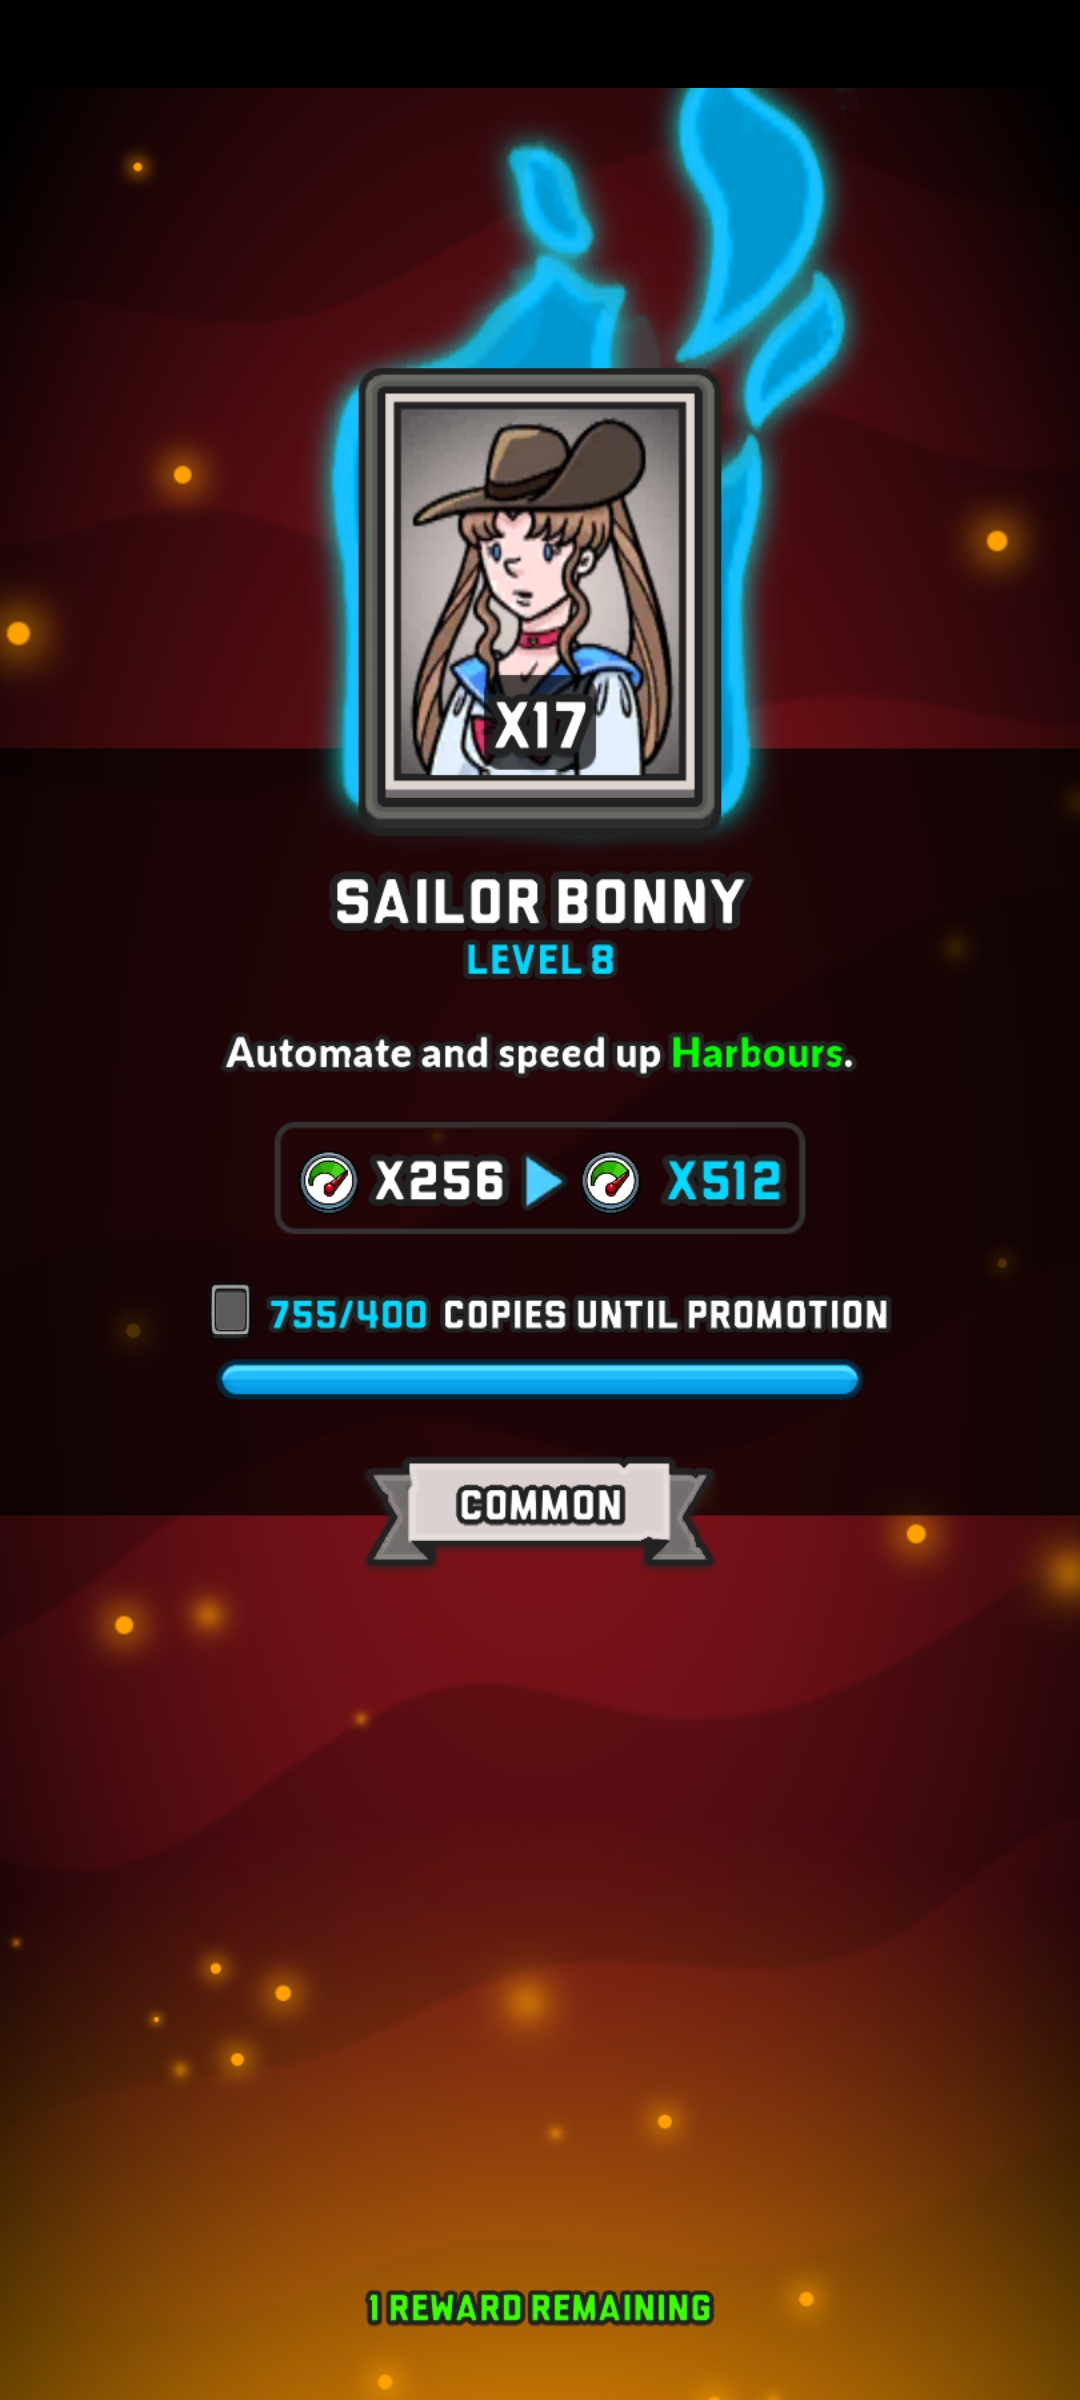 X17
SAILOR BONNY
LEVEL 8
Automate and speed up Harbours.
X256 X512
755/400 COPIES UNTIL PROMOTION
COMMON
1 REWARD REMAINING